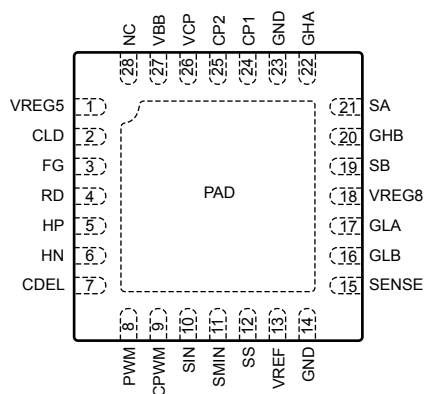 NC
VBB
VCP
CP2
CP1
GND
GHA
28
27
26
25
24
23
22
VREG5 1
CLD 2
FG 3
RD 4
HP 5
HN 6
CDEL 7
PAD
21 SA
20 GHB
19 SB
18 VREG8
17 GLA
16 GLB
15 SENSE
8
9
10
11
12
13
14
PWM
CPWM
SIN
SMIN
SS
VREF
GND